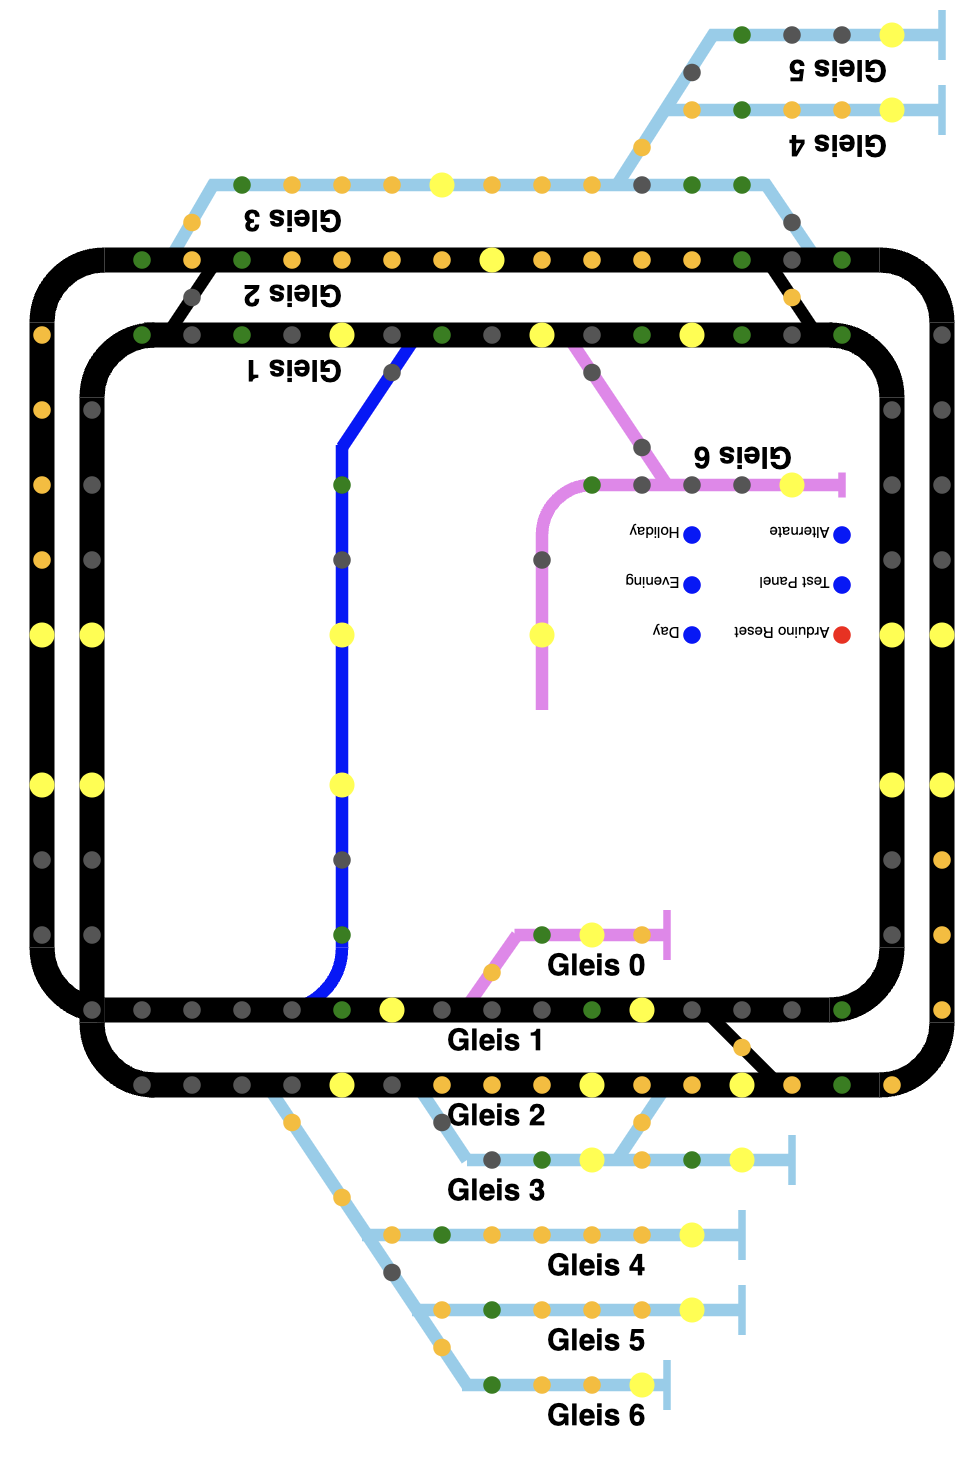 Gleis 5
Gleis 4
Gleis 3
Gleis 2
Gleis 1
Gleis 6
Holiday
Alternate
Evening
Test Panel
Day
Arduino Reset
Gleis 0
Gleis 1
Gleis 2
Gleis 3
Gleis 4
Gleis 5
Gleis 6